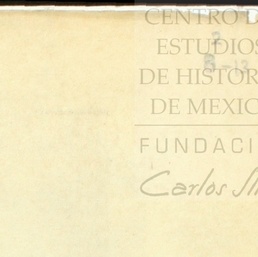 CENTRO D
ESTUDIOS
DE HISTOR
DE MEXIC
FUNDACI
Carlos Sl